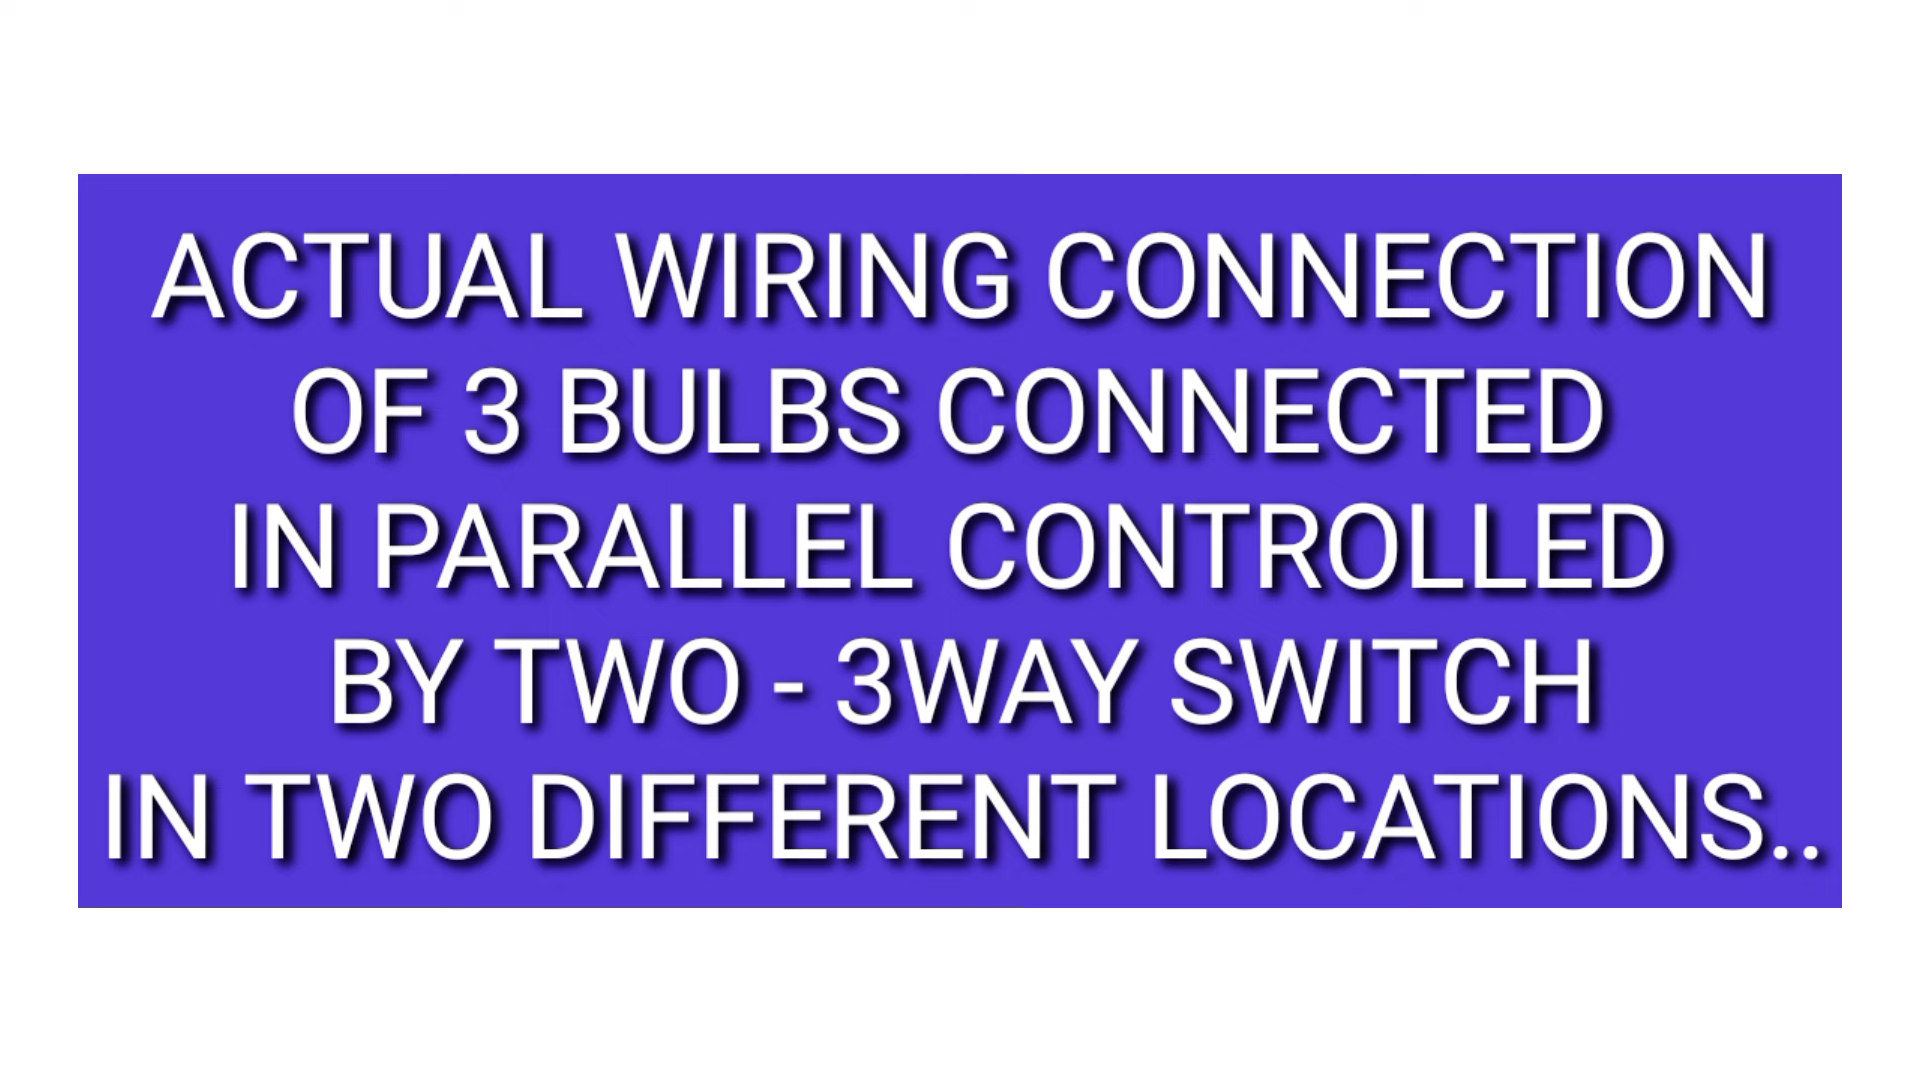 ACTUAL WIRING CONNECTION
OF 3 BULBS CONNECTED
IN PARALLEL CONTROLLED
BY TWO - 3WAY SWITCH
IN TWO DIFFERENT LOCATIONS..